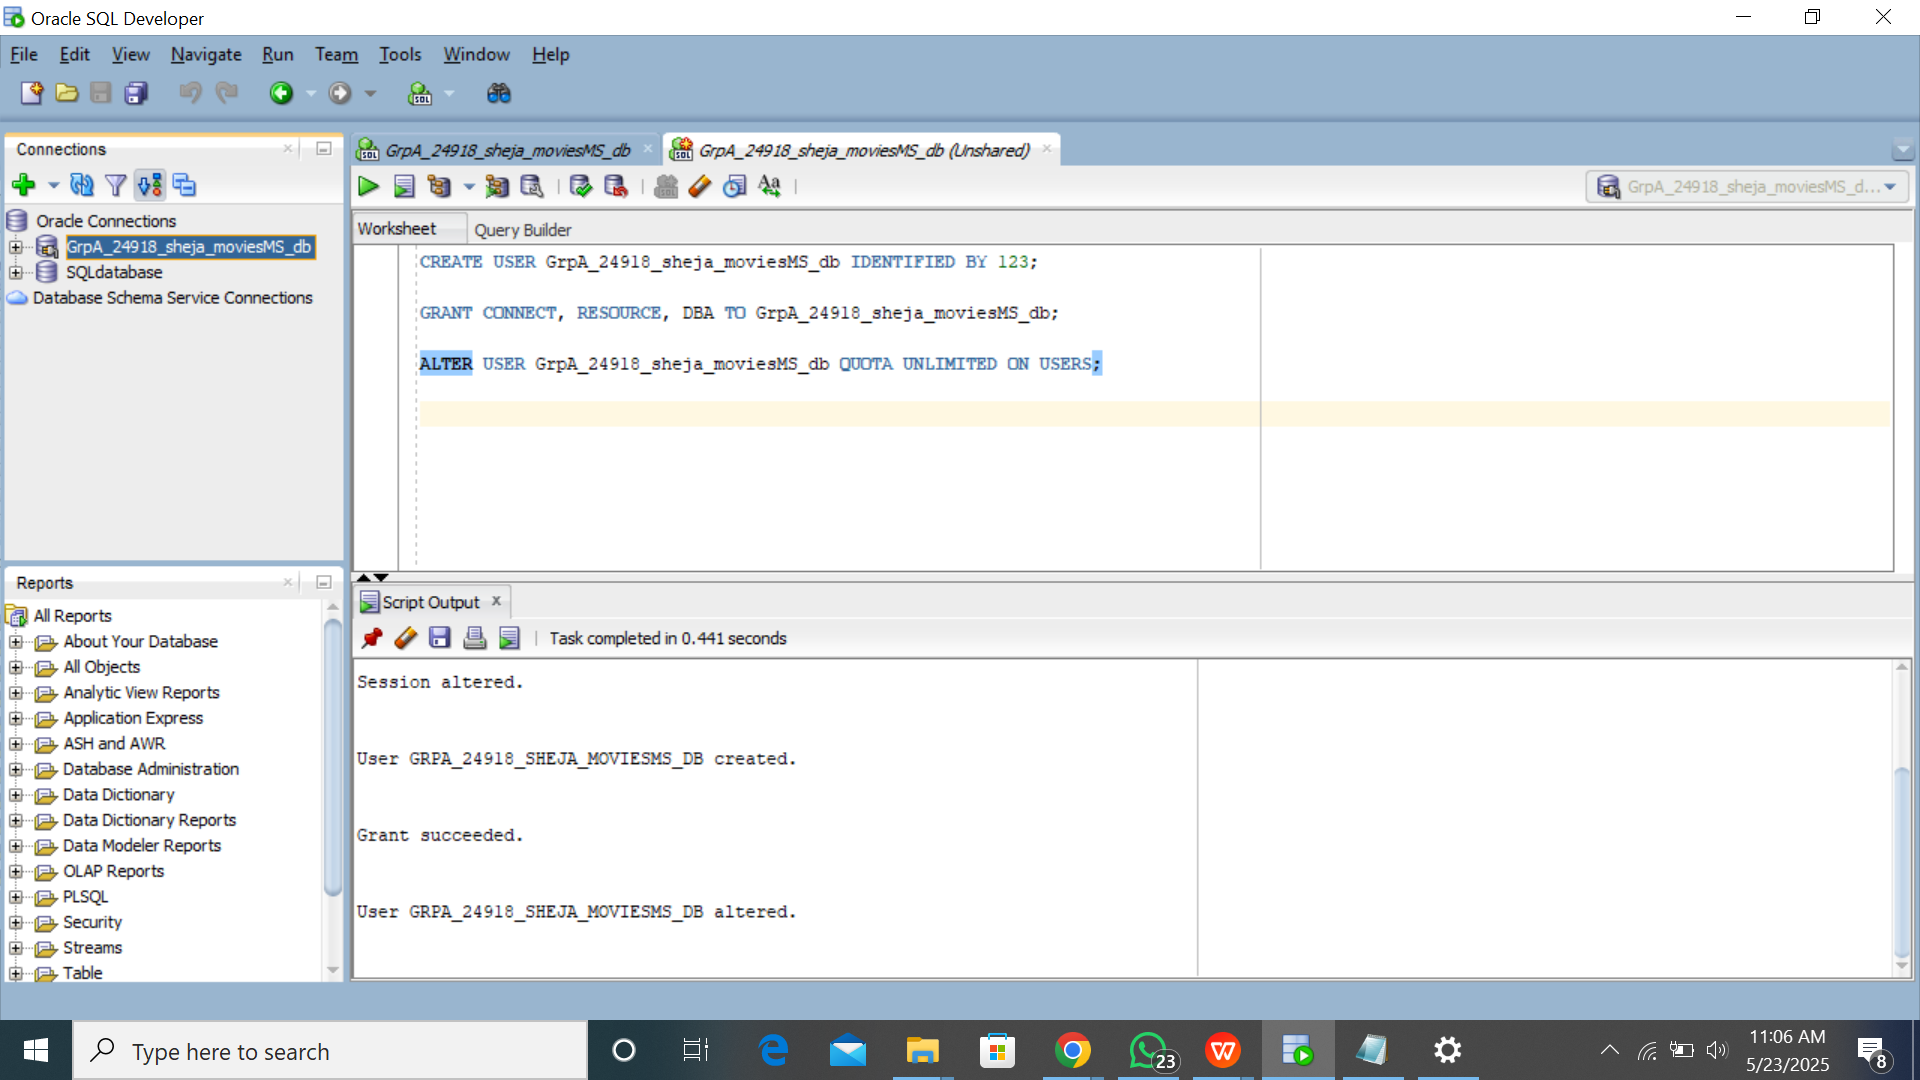 Oracle SQL Developer
File Edit View Navigate Run Team Tools Window Help
Connections
Oracle Connections
GrpA_24918_sheja_moviesMS_db
SQLdatabase
Database Schema Service Connections
Reports
All Reports
About Your Database
All Objects
Analytic View Reports
Application Express
ASH and AWR
Database Administration
Data Dictionary
Data Dictionary Reports
Data Modeler Reports
OLAP Reports
PLSQL
Security
Streams
Table
GrpA_24918_sheja_moviesMS_db
GrpA_24918_sheja_moviesMS_db (Unshared)
GrpA_24918_sheja_moviesMS_d...
Worksheet Query Builder
CREATE USER GrpA_24918_sheja_moviesMS_db IDENTIFIED BY 123;
GRANT CONNECT, RESOURCE, DBA TO GrpA_24918_sheja_moviesMS_db;
ALTER USER GrpA_24918_sheja_moviesMS_db QUOTA UNLIMITED ON USERS;
Script Output x
Task completed in 0.441 seconds
Session altered.
User GRPA_24918_SHEJA_MOVIESMS_DB created.
Grant succeeded.
User GRPA_24918_SHEJA_MOVIESMS_DB altered.
Type here to search
23
11:06 AM
5/23/2025
8